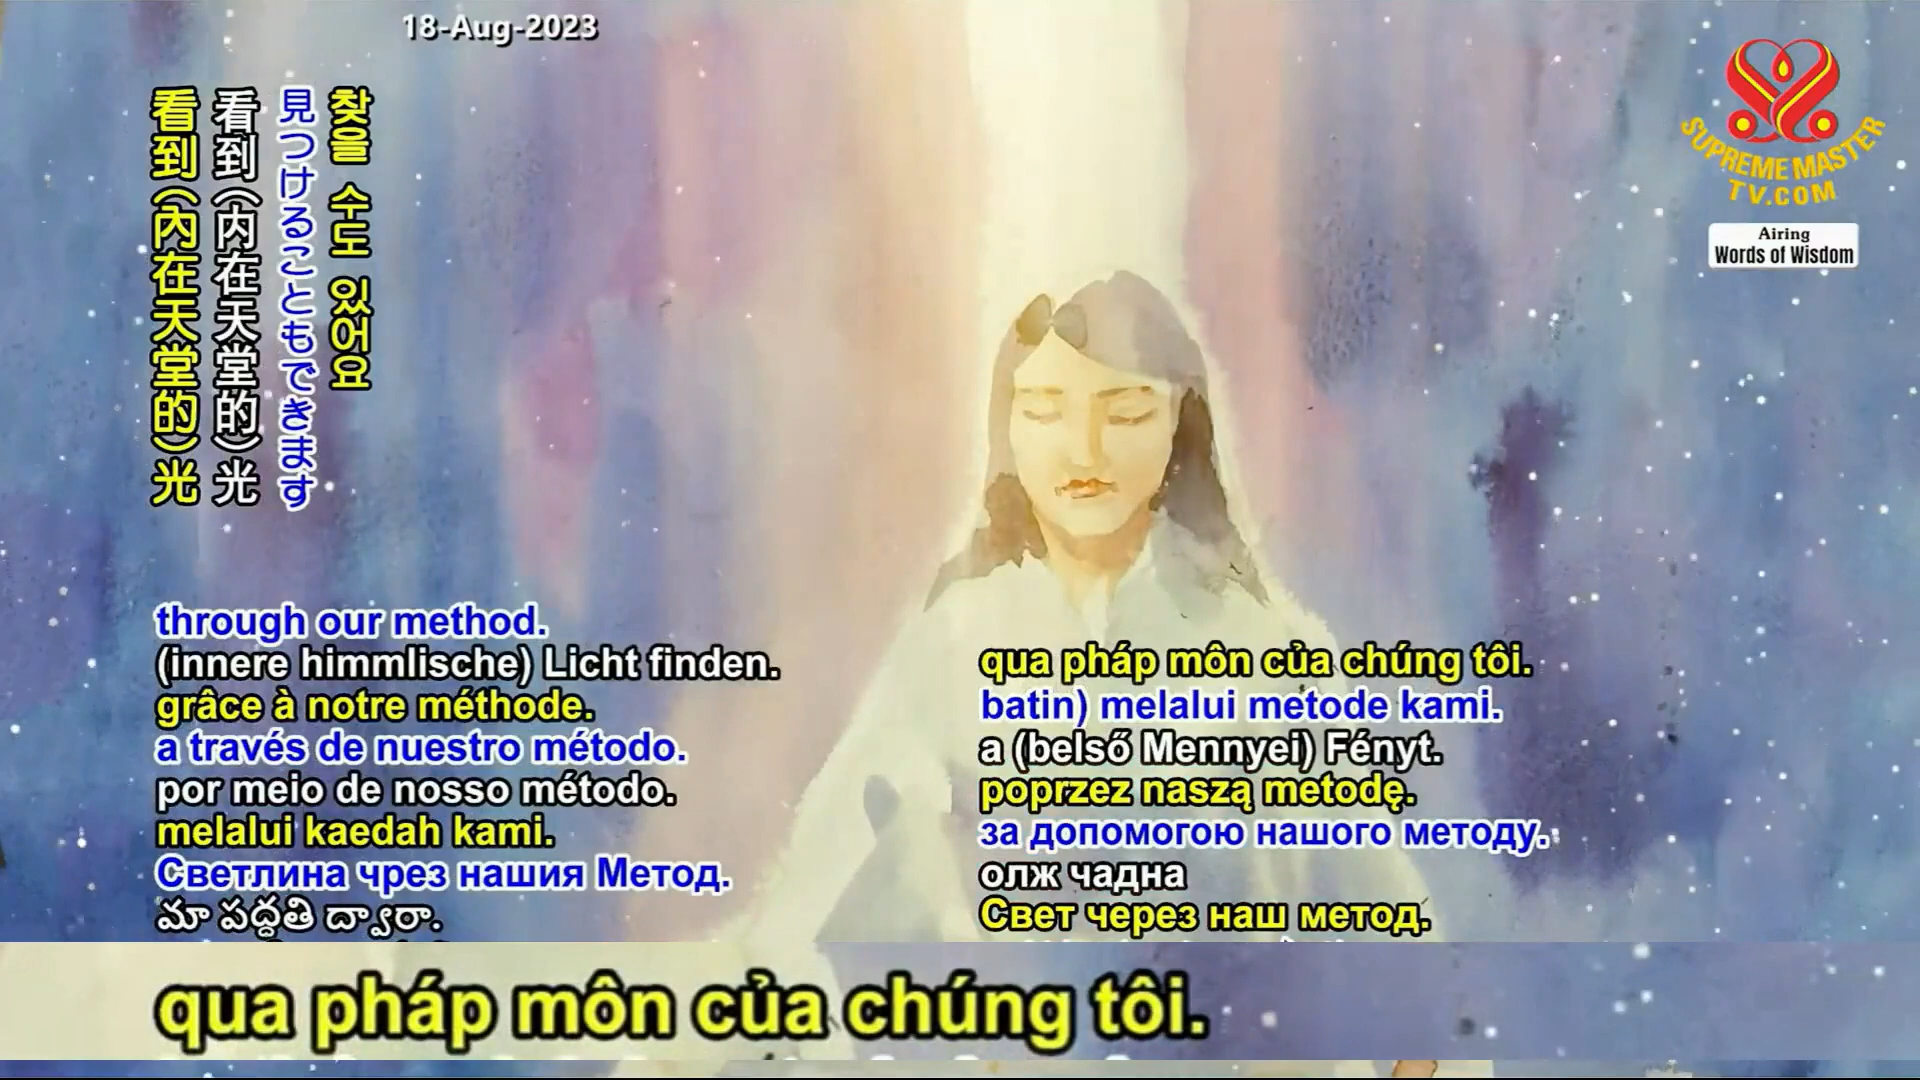 18-Aug-2023
SUPREME MASTER
TV.COM
Airing
Words of Wisdom
찾을 수도 있어요
見つけることもできます
看到(内在天堂的)光
看到(內在天堂的)光
through our method.
(innere himmlische) Licht finden.
grâce à notre méthode.
a través de nuestro método.
por meio de nosso método.
melalui kaedah kami.
Светлина чрез нашия Метод.
మా పద్ధతి ద్వారా.
qua pháp môn của chúng tôi.
batin) melalui metode kami.
a (belső Mennyei) Fényt.
poprzez naszą metodę.
за допомогою нашого методу.
олж чадна
Свет через наш метод.
qua pháp môn của chúng tôi.